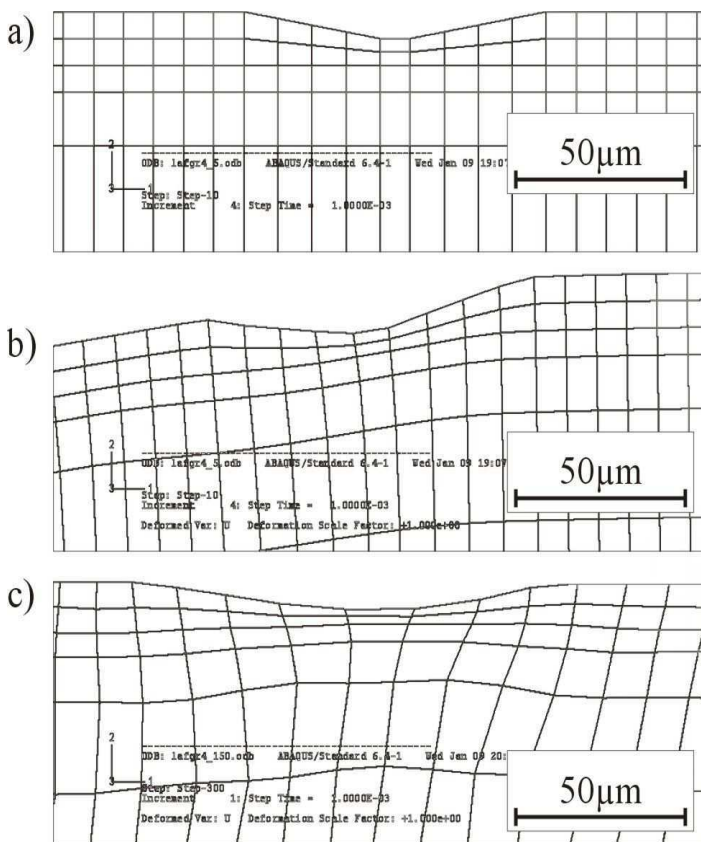 a)
2
3 1
ODB: lafgr4_5.odb ABAQUS/Standard 6.4-1 Wed Jan 09 19:07
Step: Step-10
Increment 4: Step Time = 1.0000E-03
50µm
b)
2
3 1
ODB: lafgr4_5.odb ABAQUS/Standard 6.4-1 Wed Jan 09 19:07
Step: Step-10
Increment 4: Step Time = 1.0000E-03
Deformed Var: U Deformation Scale Factor: +1.000e+00
50µm
c)
2
3 1
ODB: lafgr4_150.odb ABAQUS/Standard 6.4-1 Wed Jan 09 20:
Step: Step-300
Increment 1: Step Time = 1.0000E-03
Deformed Var: U Deformation Scale Factor: +1.000e+00
50µm